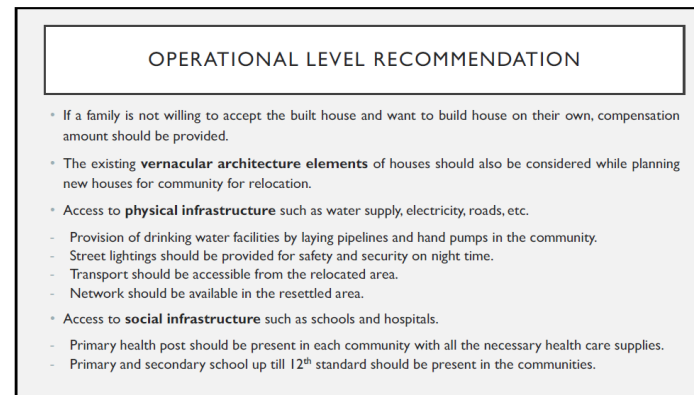 OPERATIONAL LEVEL RECOMMENDATION
• If a family is not willing to accept the built house and want to build house on their own, compensation
amount should be provided.
• The existing vernacular architecture elements of houses should also be considered while planning
new houses for community for relocation.
• Access to physical infrastructure such as water supply, electricity, roads, etc.
- Provision of drinking water facilities by laying pipelines and hand pumps in the community.
- Street lightings should be provided for safety and security on night time.
- Transport should be accessible from the relocated area.
- Network should be available in the resettled area.
• Access to social infrastructure such as schools and hospitals.
- Primary health post should be present in each community with all the necessary health care supplies.
- Primary and secondary school up till 12th standard should be present in the communities.